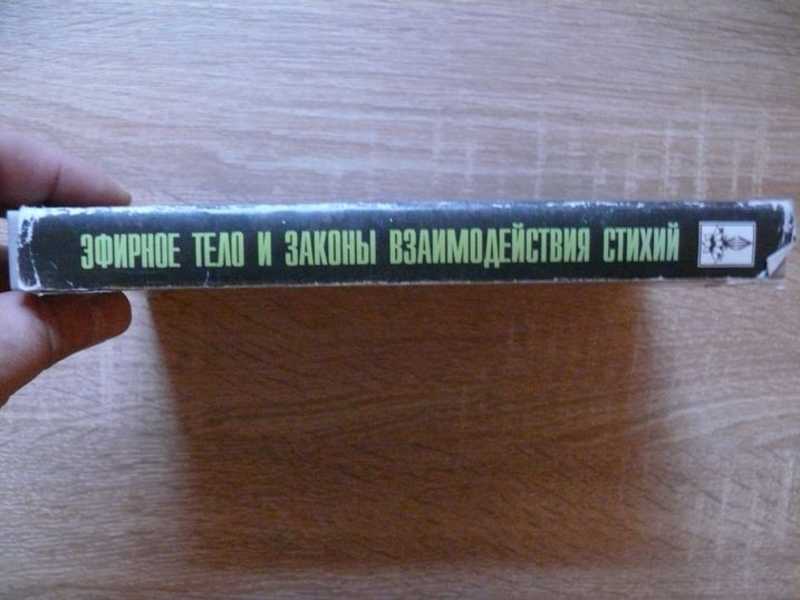 ЭФИРНОЕ ТЕЛО И ЗАКОНЫ ВЗАИМОДЕЙСТВИЯ СТИХИЙ